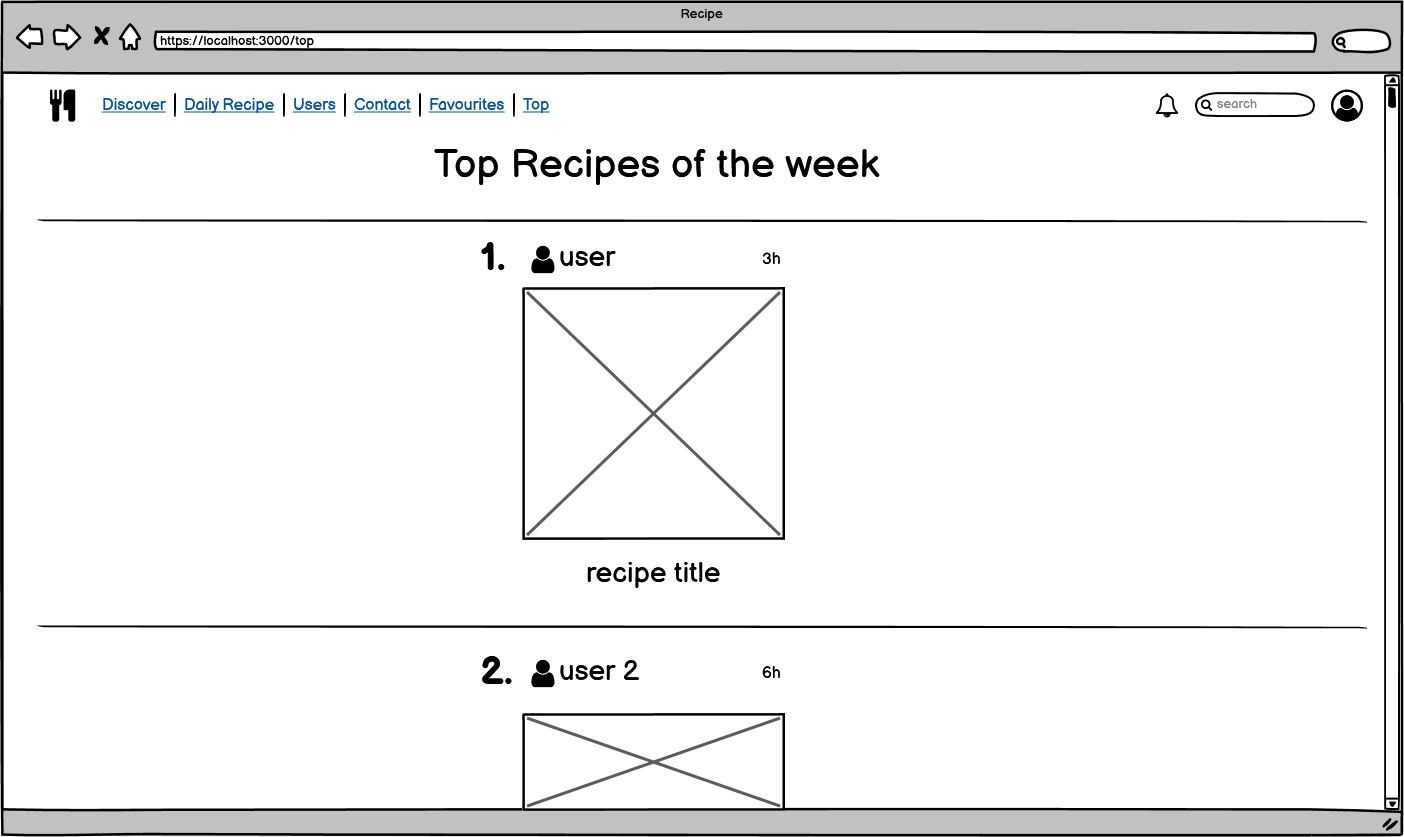 Recipe
https://localhost:3000/top
Discover Daily Recipe Users Contact Favourites Top search
Top Recipes of the week
1. user 3h
recipe title
2. user 2 6h